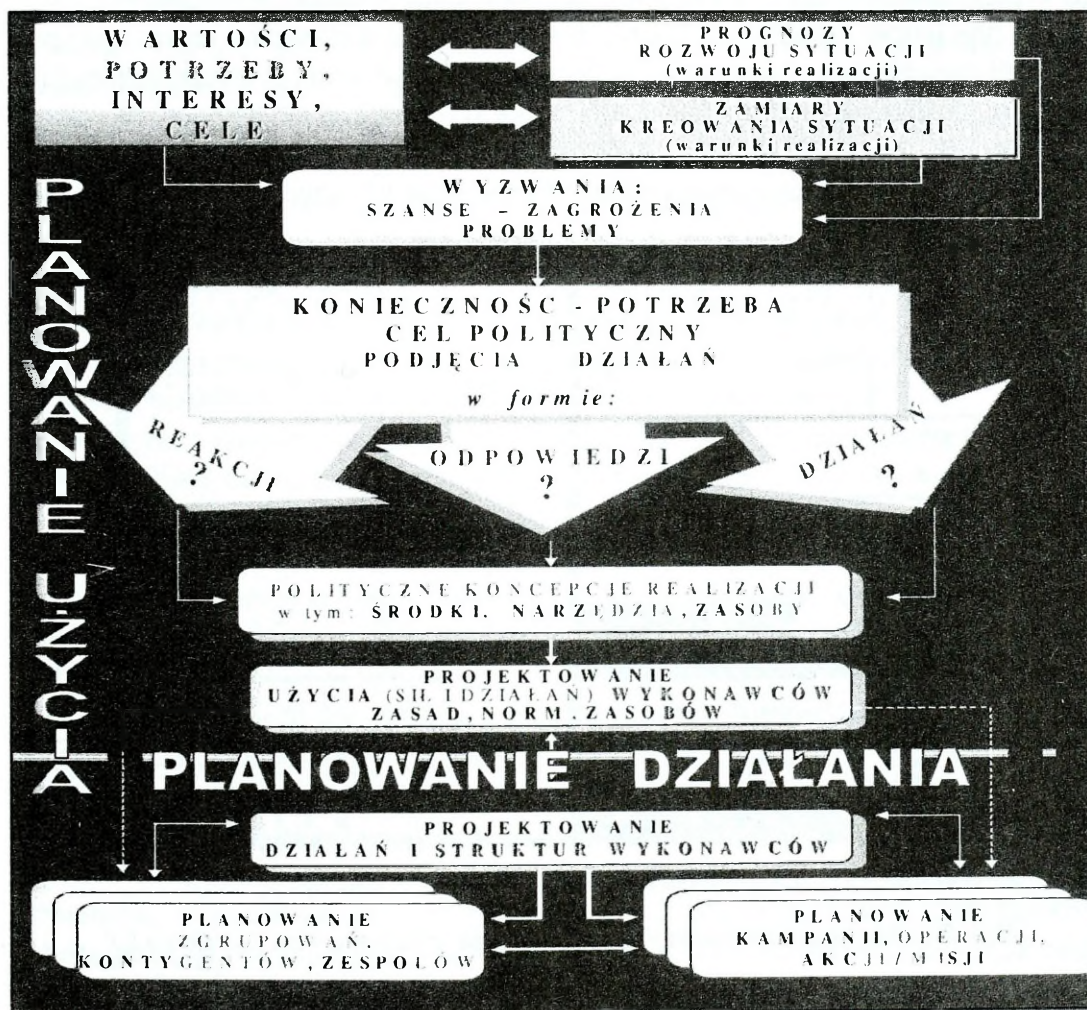 WARTOŚCI,
POTRZEBY,
INTERESY,
CELE
PROGNOZY
ROZWOJU SYTUACJI
(warunki realizacji)
ZAMIARY
KREOWANIA SYTUACJI
(warunki realizacji)
WYZWANIA:
SZANSE - ZAGROŻENIA
PROBLEMY
PLANOWANIE UŻYCIA
KONIECZNOŚĆ - POTRZEBA
CEL POLITYCZNY
PODJĘCIA DZIAŁAŃ
w formie:
REAKCJI
?
ODPOWIEDZI
?
DZIAŁAŃ
?
POLITYCZNE KONCEPCJE REALIZACJI
w tym: ŚRODKI, NARZĘDZIA, ZASOBY
PROJEKTOWANIE
UŻYCIA (SIŁ I DZIAŁAŃ) WYKONAWCÓW
ZASAD, NORM, ZASOBÓW
PLANOWANIE DZIAŁANIA
PROJEKTOWANIE
DZIAŁAŃ I STRUKTUR WYKONAWCÓW
PLANOWANIE
ZGRUPOWAŃ,
KONTYGENTÓW, ZESPOŁÓW
PLANOWANIE
KAMPANII, OPERACJI,
AKCJI/MISJI